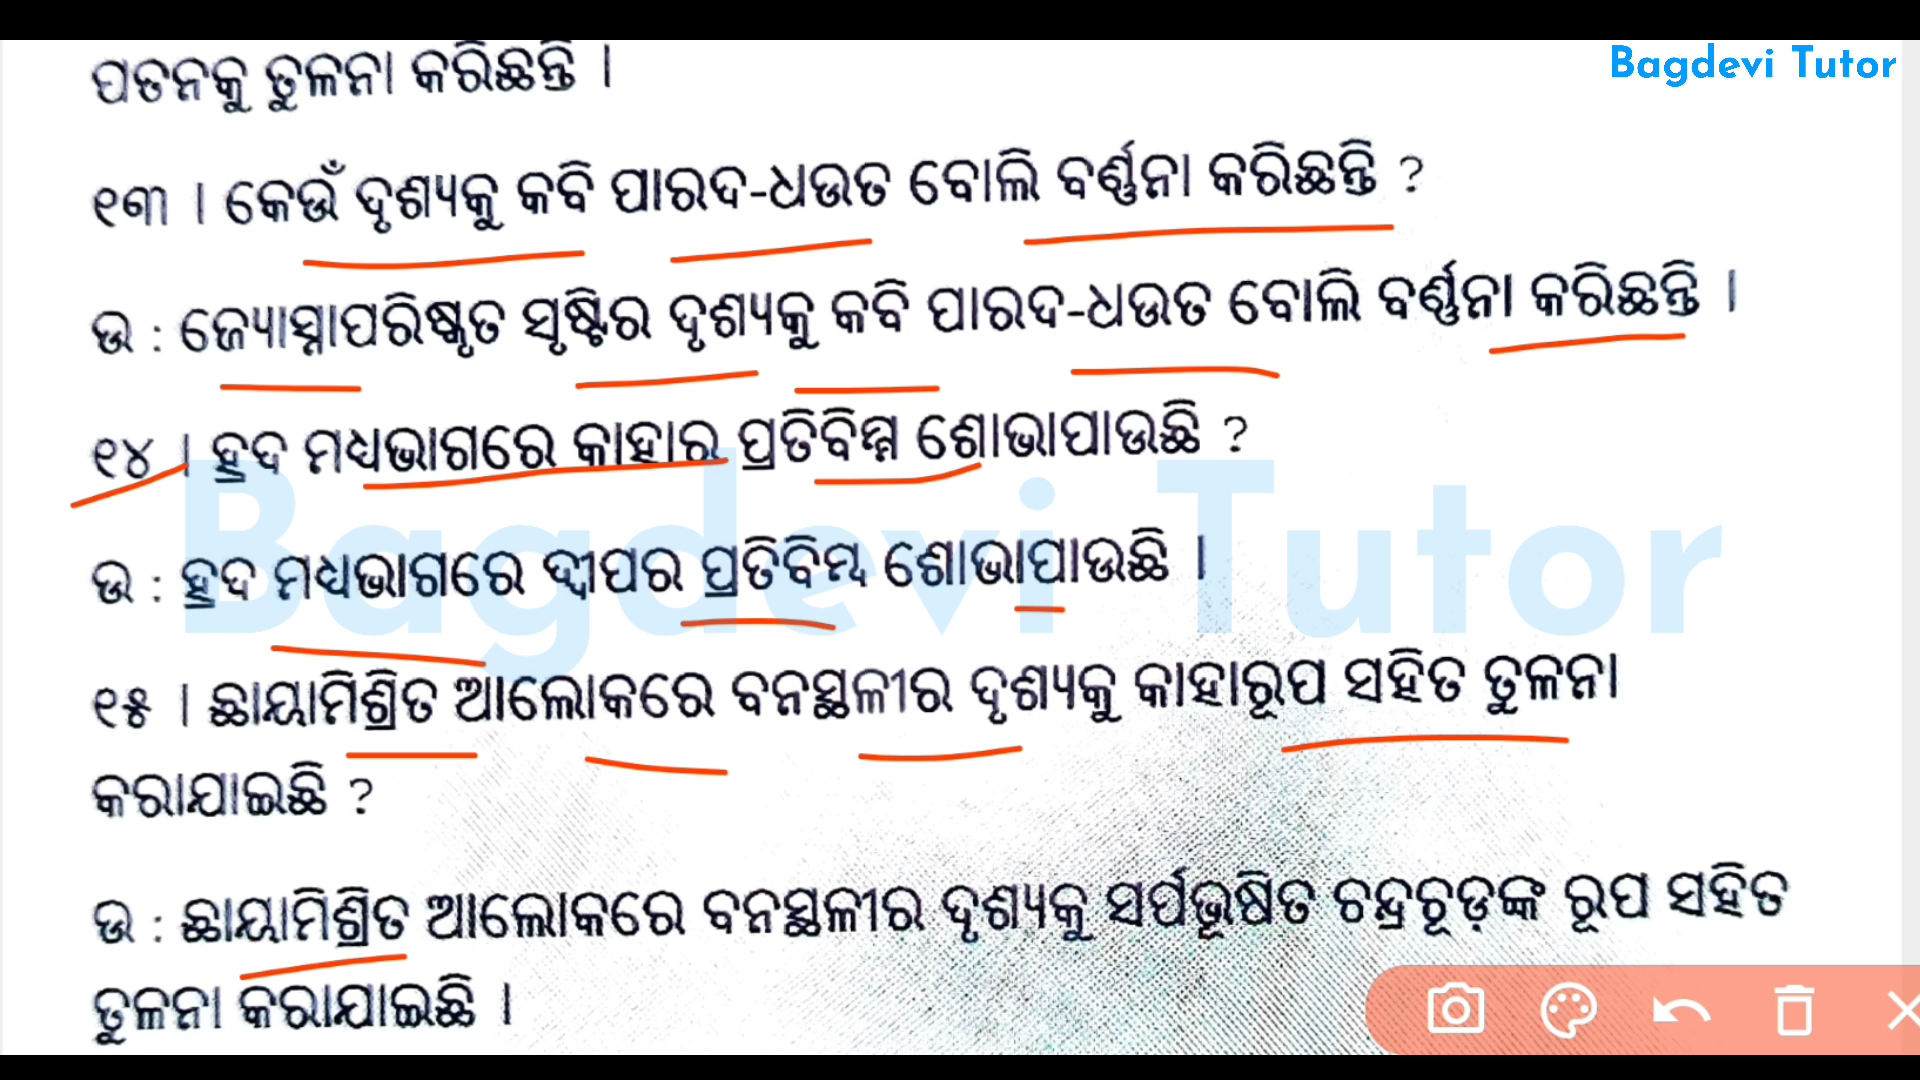 Bagdevi Tutor
ପତନକୁ ତୁଳନା କରିଛନ୍ତି ।
୧୩ । କେଉଁ ଦୃଶ୍ୟକୁ କବି ପାରଦ-ଧଉତ ବୋଲି ବର୍ଣ୍ଣନା କରିଛନ୍ତି ?
ଉ : ଜ୍ୟୋସ୍ନାପରିଷ୍କୃତ ସୃଷ୍ଟିର ଦୃଶ୍ୟକୁ କବି ପାରଦ-ଧଉତ ବୋଲି ବର୍ଣ୍ଣନା କରିଛନ୍ତି ।
୧୪ । ହ୍ରଦ ମଧ୍ୟଭାଗରେ କାହାର ପ୍ରତିବିମ୍ବ ଶୋଭାପାଉଛି ?
Bagdevi Tutor
ଉ : ହ୍ରଦ ମଧ୍ୟଭାଗରେ ଦ୍ୱୀପର ପ୍ରତିବିମ୍ବ ଶୋଭାପାଉଛି ।
୧୫ । ଛାୟାମିଶ୍ରିତ ଆଲୋକରେ ବନସ୍ଥଳୀର ଦୃଶ୍ୟକୁ କାହାରୂପ ସହିତ ତୁଳନା
କରାଯାଇଛି ?
ଉ : ଛାୟାମିଶ୍ରିତ ଆଲୋକରେ ବନସ୍ଥଳୀର ଦୃଶ୍ୟକୁ ସର୍ପଭୂଷିତ ଚନ୍ଦ୍ରଚୂଡ଼ଙ୍କ ରୂପ ସହିତ
ତୁଳନା କରାଯାଇଛି ।